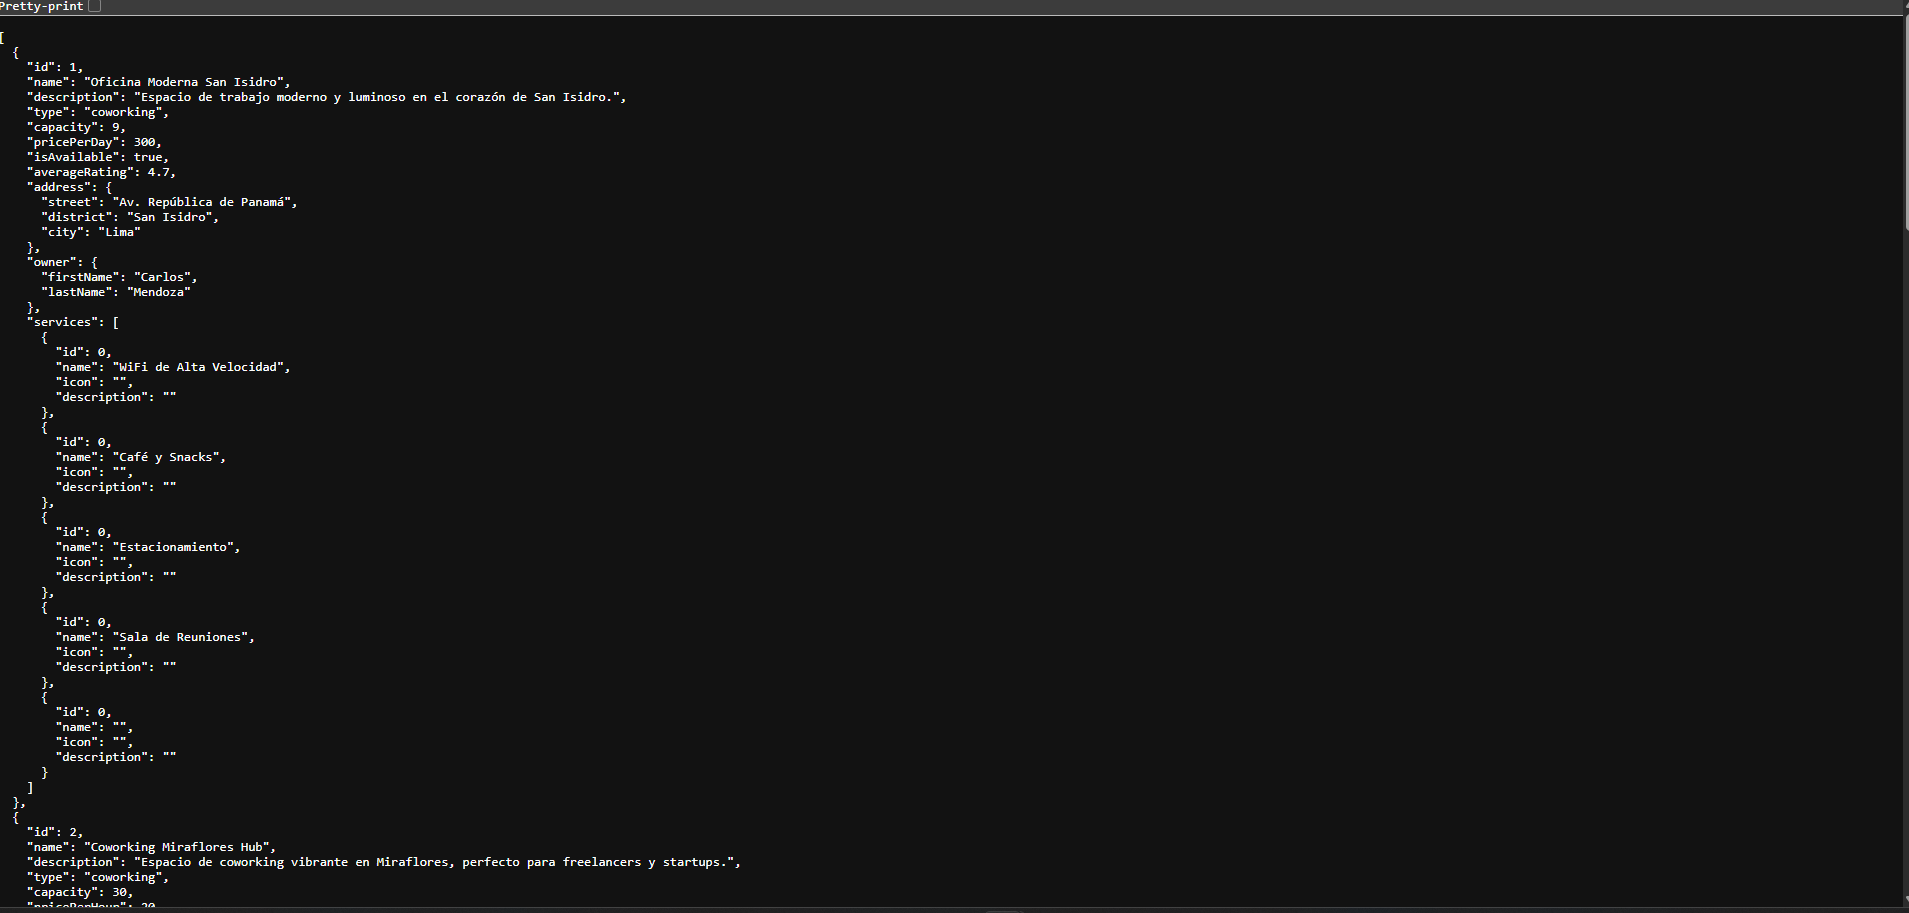 Pretty-print
[
  {
    "id": 1,
    "name": "Oficina Moderna San Isidro",
    "description": "Espacio de trabajo moderno y luminoso en el corazón de San Isidro.",
    "type": "coworking",
    "capacity": 9,
    "pricePerDay": 300,
    "isAvailable": true,
    "averageRating": 4.7,
    "address": {
      "street": "Av. República de Panamá",
      "district": "San Isidro",
      "city": "Lima"
    },
    "owner": {
      "firstName": "Carlos",
      "lastName": "Mendoza"
    },
    "services": [
      {
        "id": 0,
        "name": "WiFi de Alta Velocidad",
        "icon": "",
        "description": ""
      },
      {
        "id": 0,
        "name": "Café y Snacks",
        "icon": "",
        "description": ""
      },
      {
        "id": 0,
        "name": "Estacionamiento",
        "icon": "",
        "description": ""
      },
      {
        "id": 0,
        "name": "Sala de Reuniones",
        "icon": "",
        "description": ""
      },
      {
        "id": 0,
        "name": "",
        "icon": "",
        "description": ""
      }
    ]
  },
  {
    "id": 2,
    "name": "Coworking Miraflores Hub",
    "description": "Espacio de coworking vibrante en Miraflores, perfecto para freelancers y startups.",
    "type": "coworking",
    "capacity": 30,
    "pricePerHour": 20,